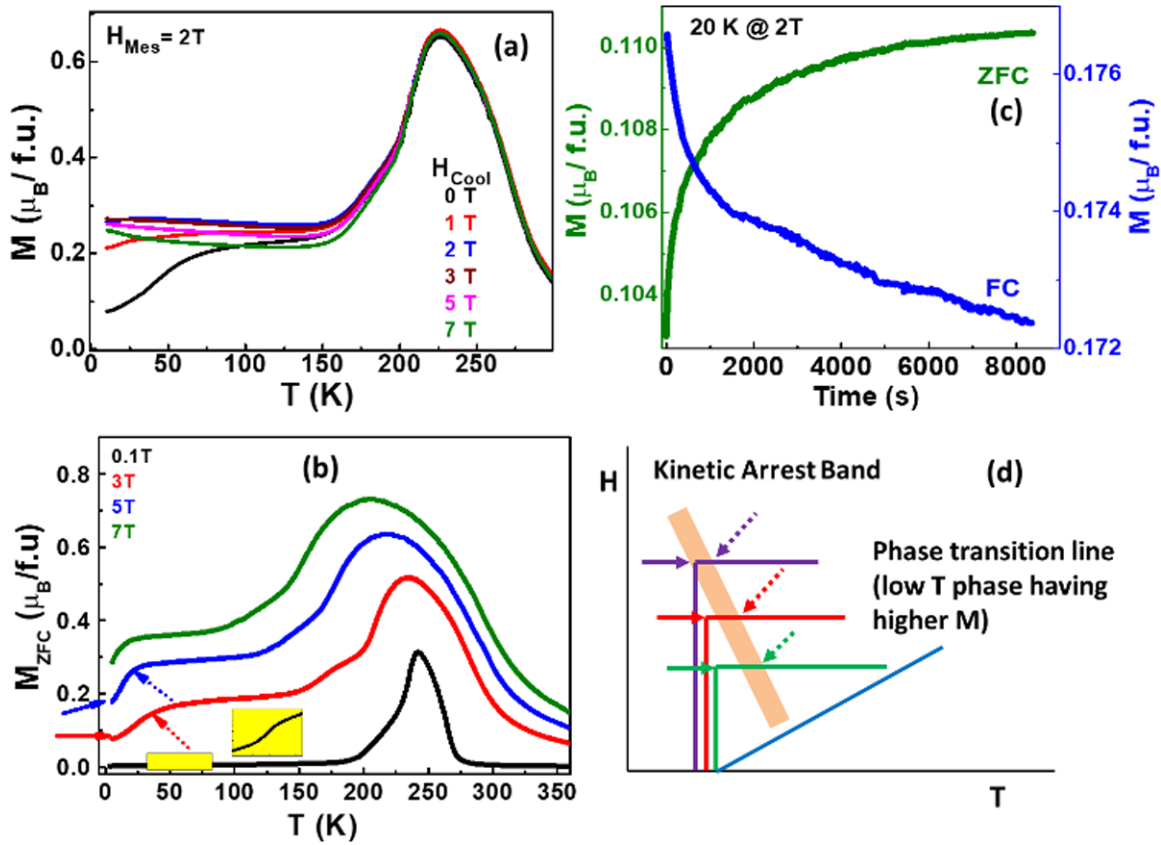 H_Mes = 2T
(a)
M (μ_B/ f.u.)
0.6
0.4
0.2
0.0
H_Cool
0 T
1 T
2 T
3 T
5 T
7 T
0 50 100 150 200 250
T (K)
20 K @ 2T
ZFC
(c)
FC
M (μ_B/ f.u.)
0.110
0.108
0.106
0.104
M (μ_B/ f.u.)
0.176
0.174
0.172
0 2000 4000 6000 8000
Time (s)
0.1T
3T
5T
7T
(b)
M_ZFC (μ_B/f.u)
0.8
0.6
0.4
0.2
0.0
0 50 100 150 200 250 300 350
T (K)
H
Kinetic Arrest Band
(d)
Phase transition line
(low T phase having
higher M)
T